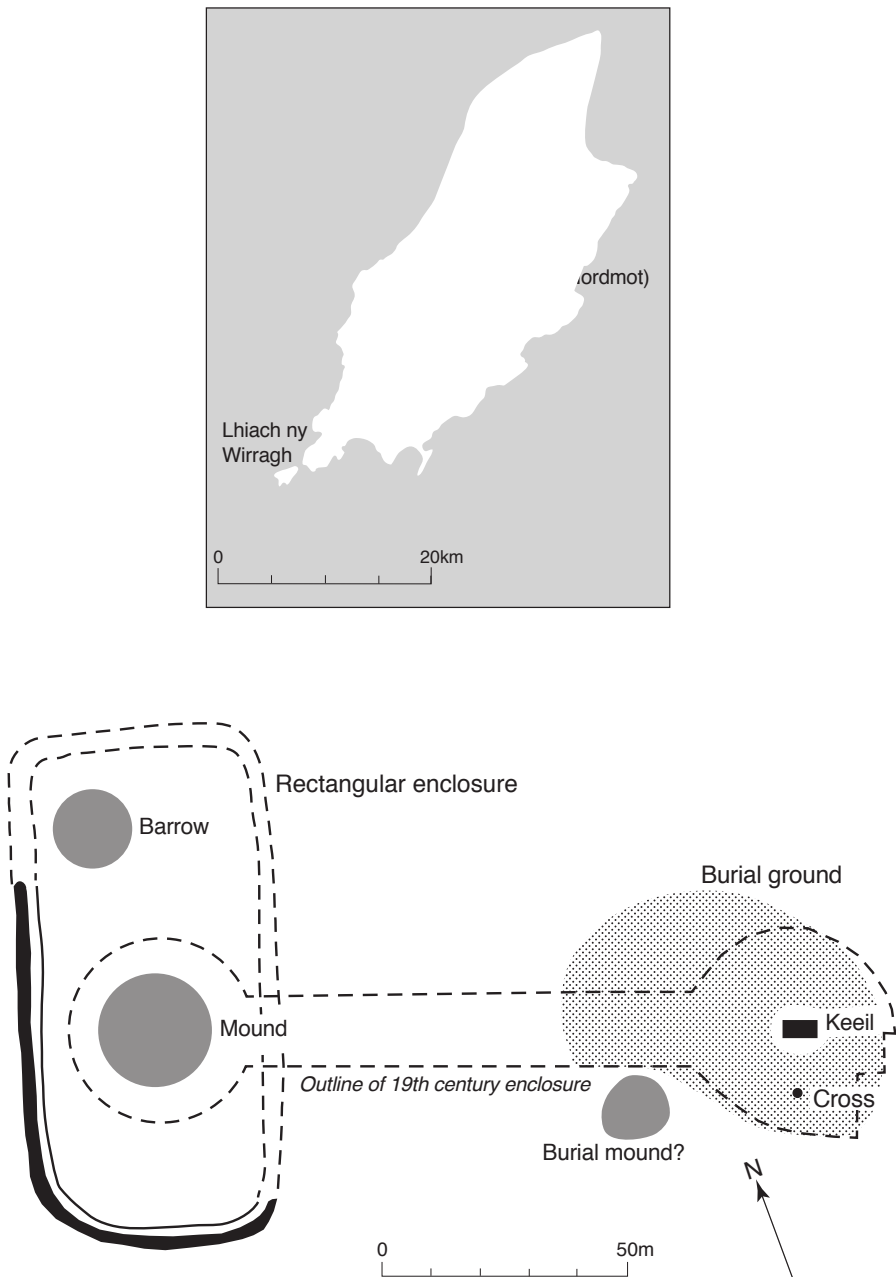 Lhiach ny
Wirragh
0 20km
Rectangular enclosure
Barrow
Burial ground
Mound
Keeil
Outline of 19th century enclosure
Cross
Burial mound?
N
0 50m